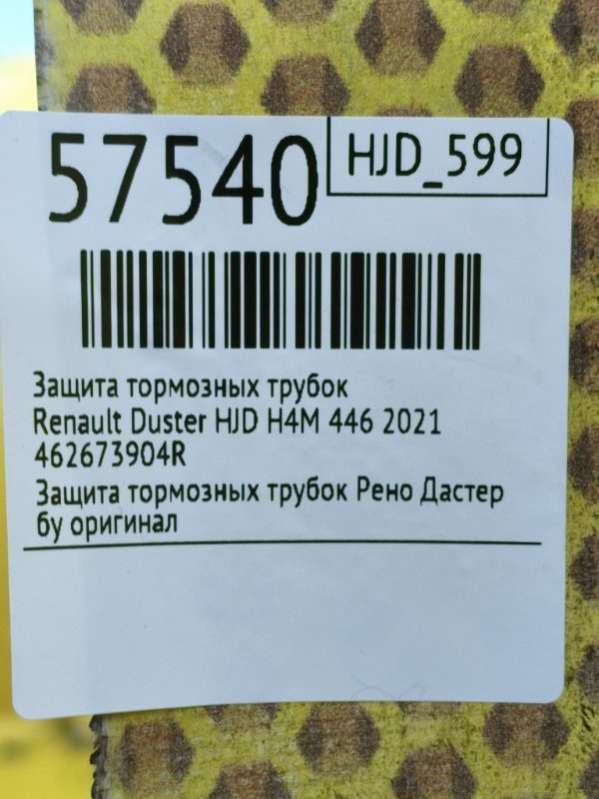 57540
HJD_599
Защита тормозных трубок
Renault Duster HJD H4M 446 2021
462673904R
Защита тормозных трубок Рено Дастер
бу оригинал